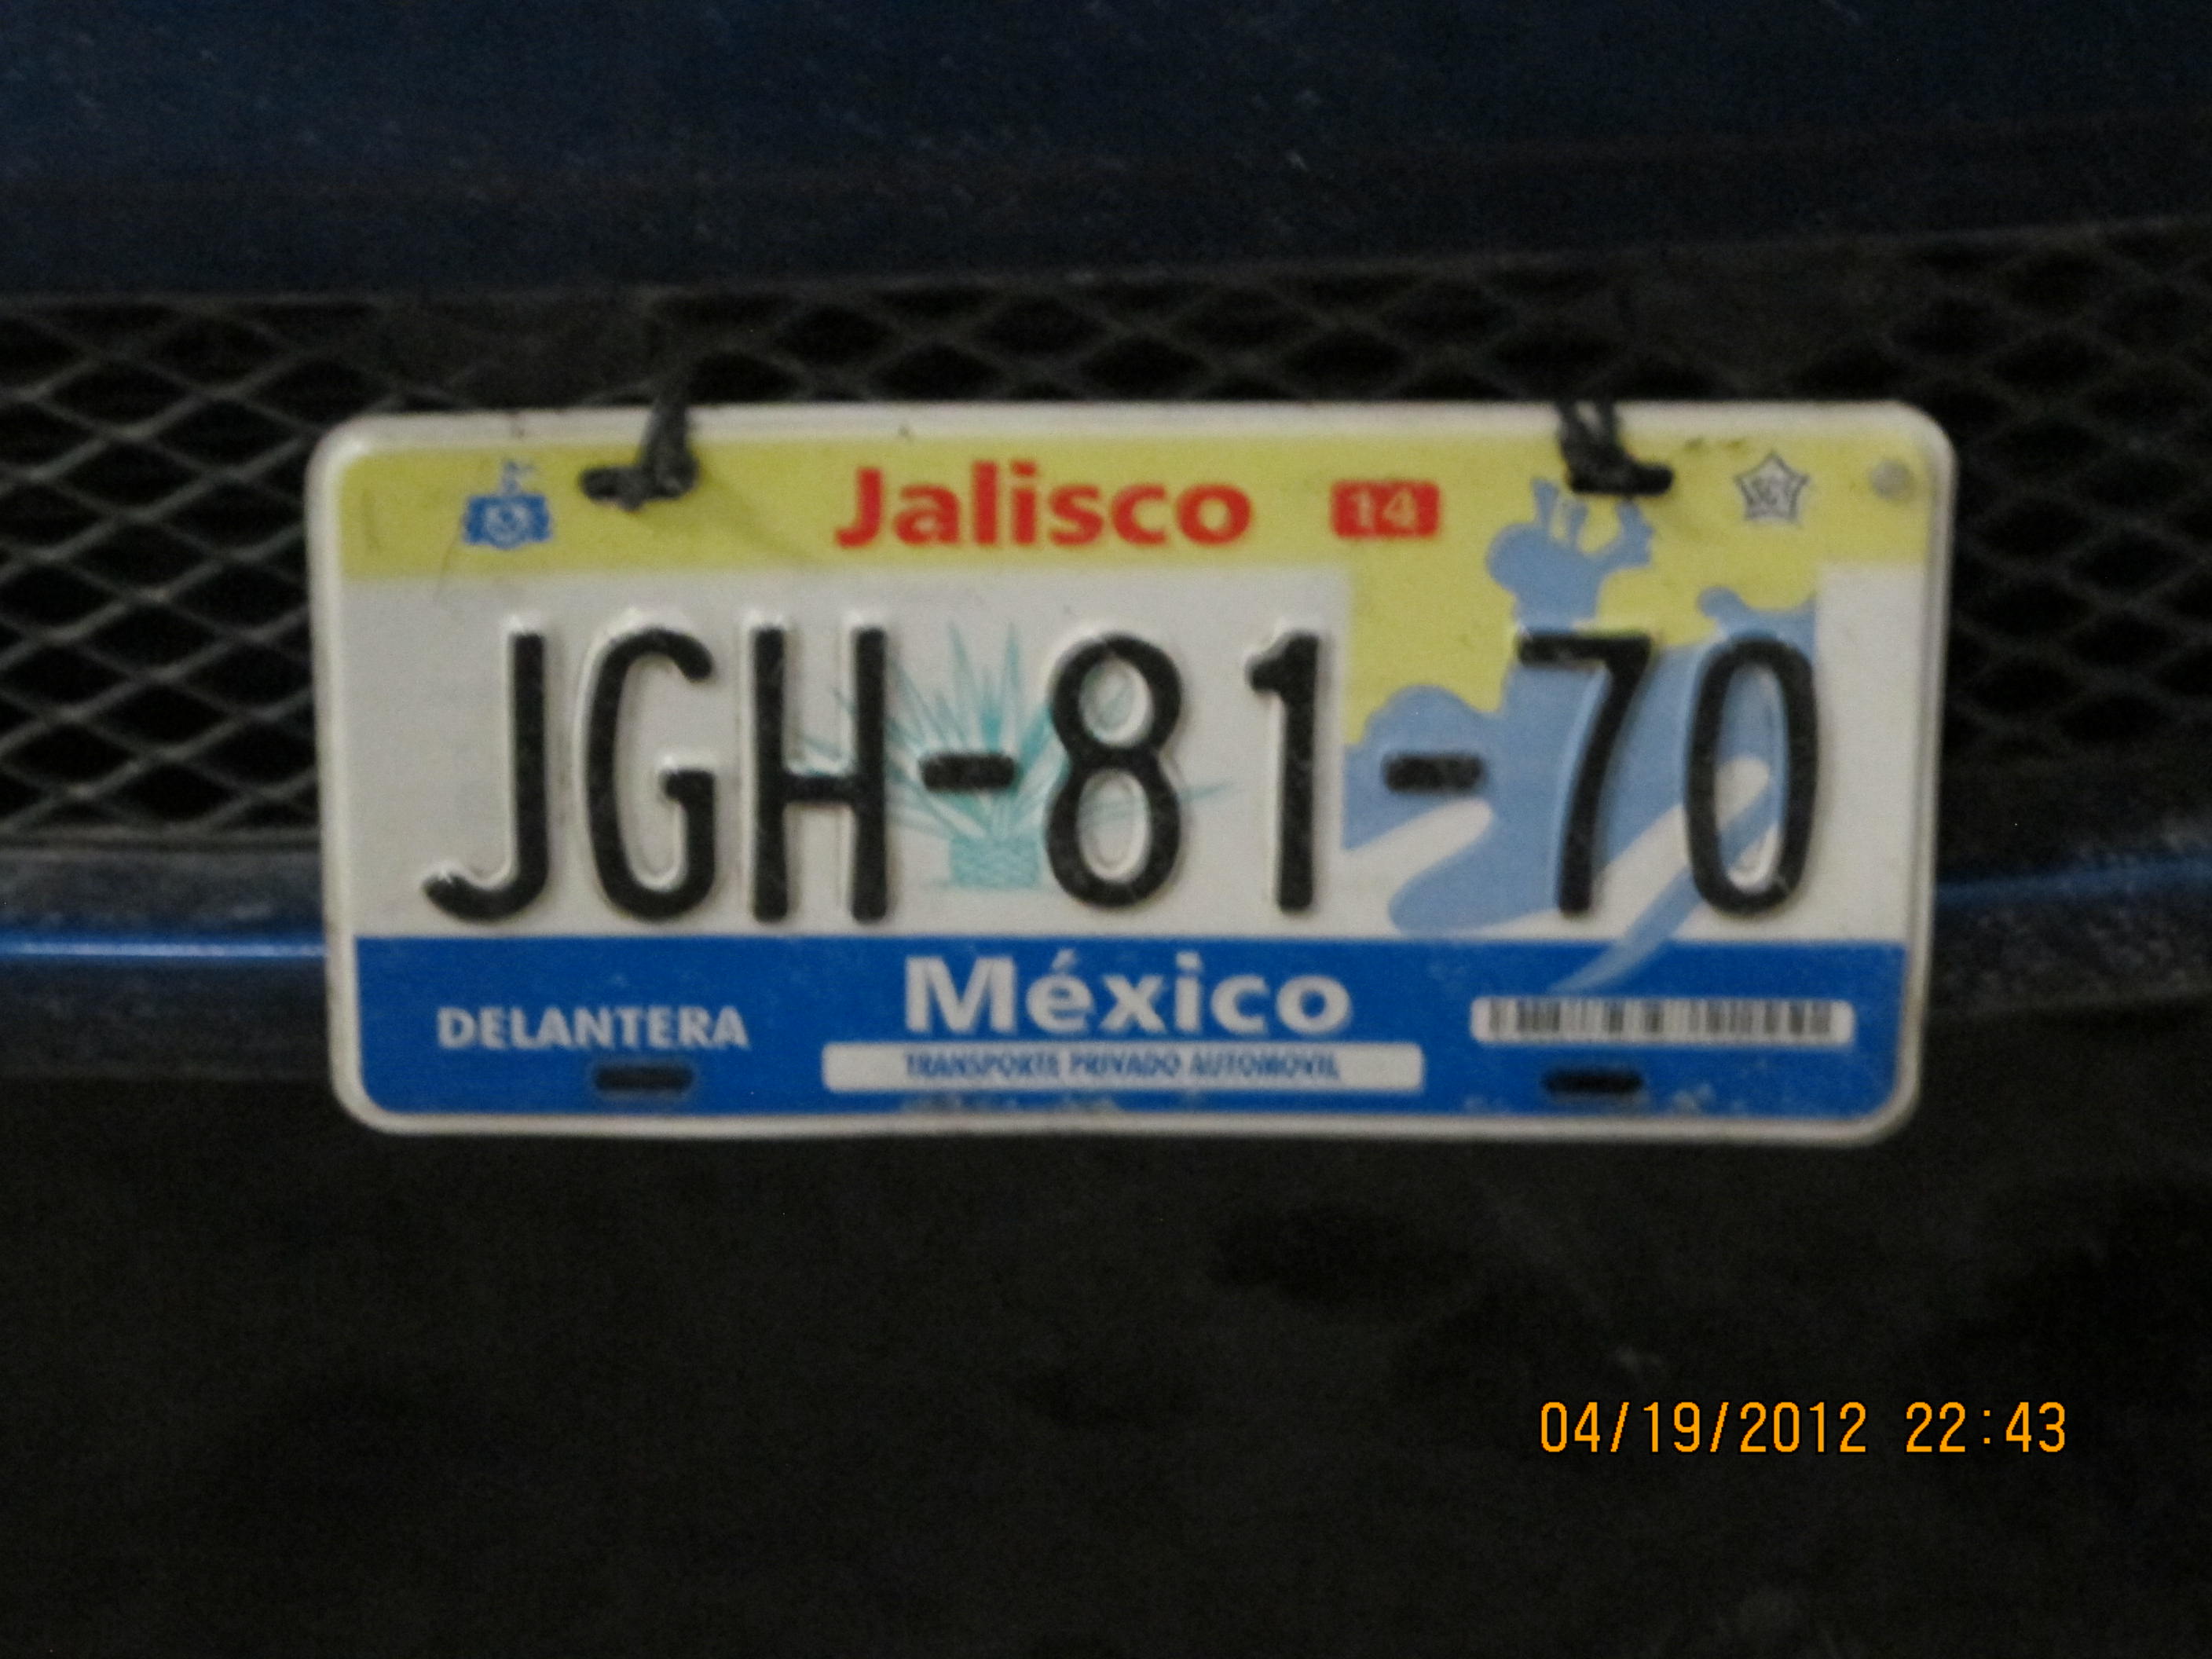 Jalisco 14
JGH-81-70
México
DELANTERA
TRANSPORTE PRIVADO AUTOMOVIL
04/19/2012 22:43